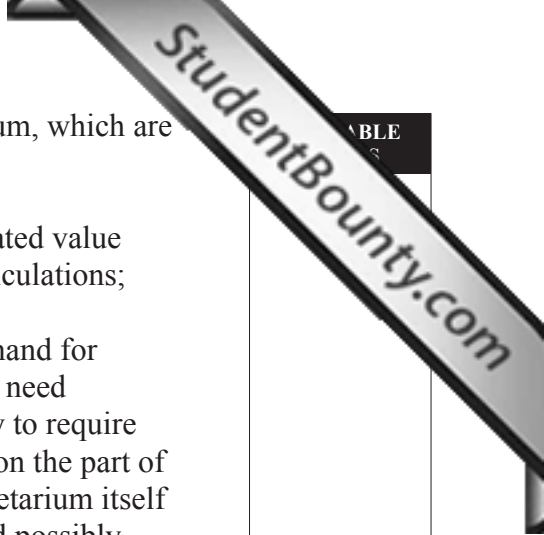 um, which are
ABLE
S
StudentBounty.com
ated value
culations;
mand for
need
y to require
on the part of
etarium itself
d possibly